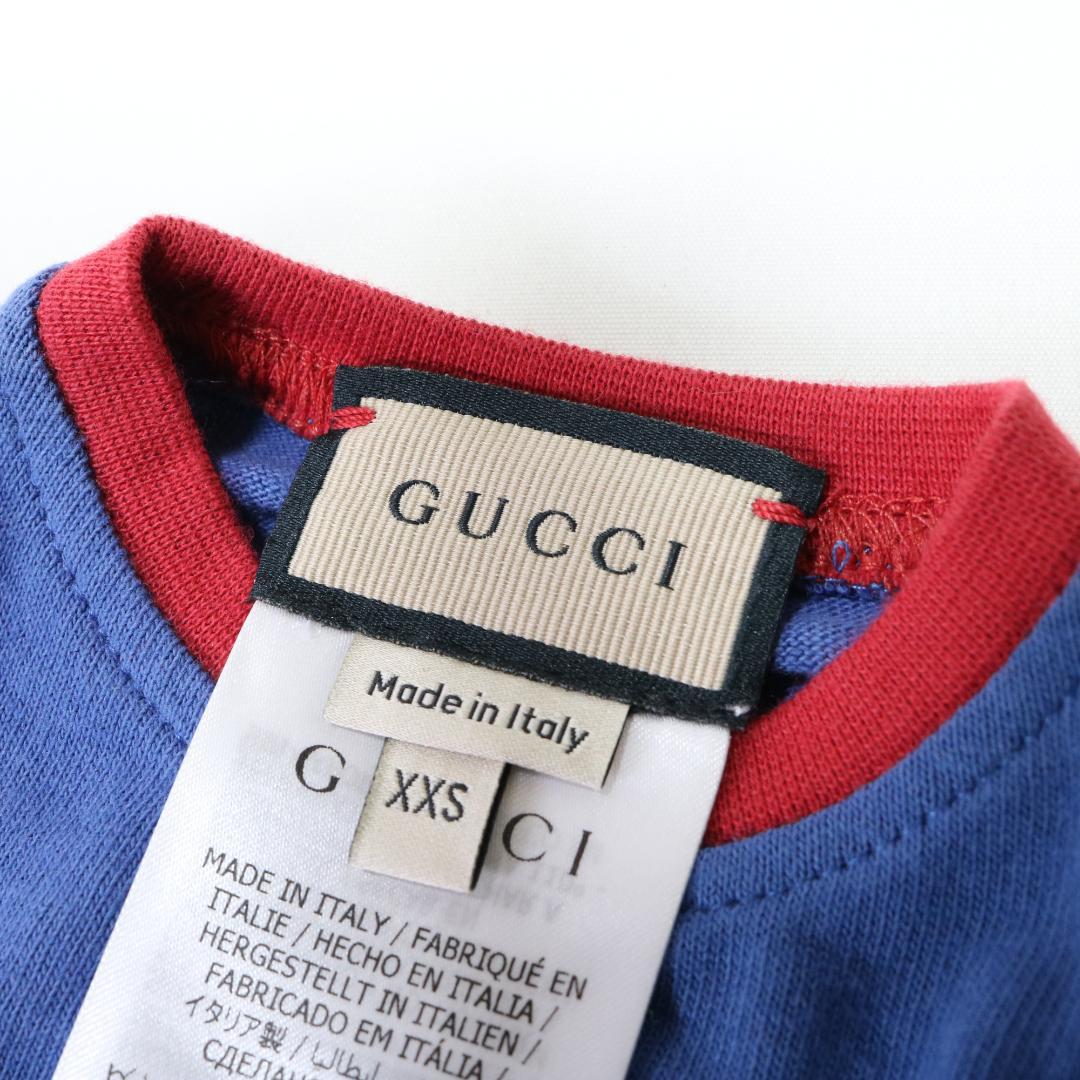 GUCCI
Made in Italy
XXS
G CI
MADE IN ITALY / FABRIQUÉ EN
ITALIE / HECHO EN ITALIA /
HERGESTELLT IN ITALIEN /
FABRICADO EM ITÁLIA /
イタリア製 /